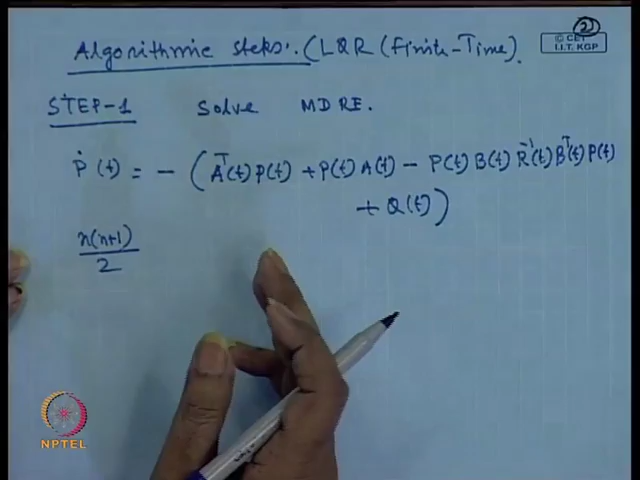 ②
© CET
I.I.T. KGP
Algorithmic steps:. (LQR (Finite-Time).
STEP-1 Solve MDRE.
Ṗ(t) = - (Aᵀ(t)P(t) + P(t)A(t) - P(t)B(t)R⁻¹(t)Bᵀ(t)P(t)
+ Q(t))
n(n+1)
2
NPTEL